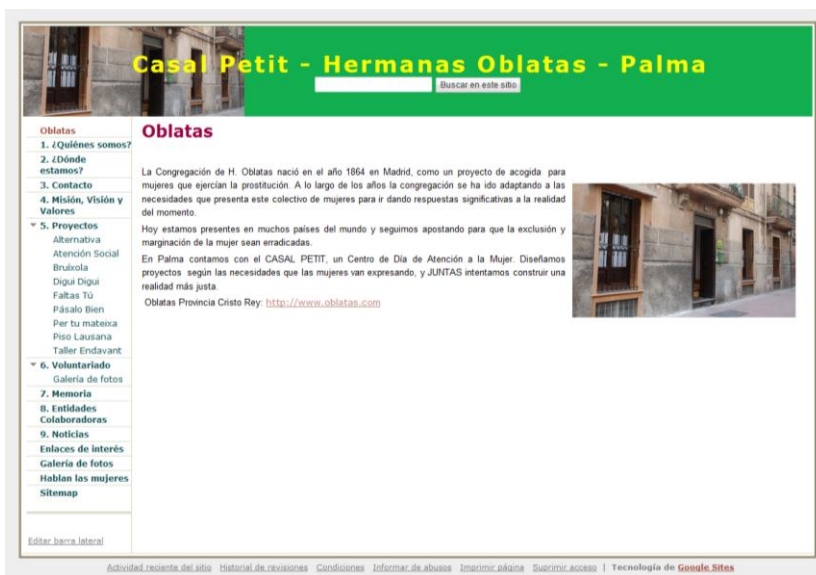 Casal Petit - Hermanas Oblatas - Palma
Buscar en este sitio
Oblatas
1. ¿Quiénes somos?
2. ¿Dónde
estamos?
3. Contacto
4. Misión, Visión y
Valores
5. Proyectos
Alternativa
Atención Social
Bruixola
Digui Digui
Faltas Tú
Pásalo Bien
Per tu mateixa
Piso Lausana
Taller Endavant
6. Voluntariado
Galería de fotos
7. Memoria
8. Entidades
Colaboradoras
9. Noticias
Enlaces de interés
Galería de fotos
Hablan las mujeres
Sitemap
Editar barra lateral
Oblatas
La Congregación de H. Oblatas nació en el año 1864 en Madrid, como un proyecto de acogida para
mujeres que ejercían la prostitución. A lo largo de los años la congregación se ha ido adaptando a las
necesidades que presenta este colectivo de mujeres para ir dando respuestas significativas a la realidad
del momento.
Hoy estamos presentes en muchos países del mundo y seguimos apostando para que la exclusión y
marginación de la mujer sean erradicadas.
En Palma contamos con el CASAL PETIT, un Centro de Día de Atención a la Mujer. Diseñamos
proyectos según las necesidades que las mujeres van expresando, y JUNTAS intentamos construir una
realidad más justa.
Oblatas Provincia Cristo Rey: http://www.oblatas.com
Actividad reciente del sitio Historial de revisiones Condiciones Informar de abusos Imprimir página Suprimir acceso | Tecnología de Google Sites